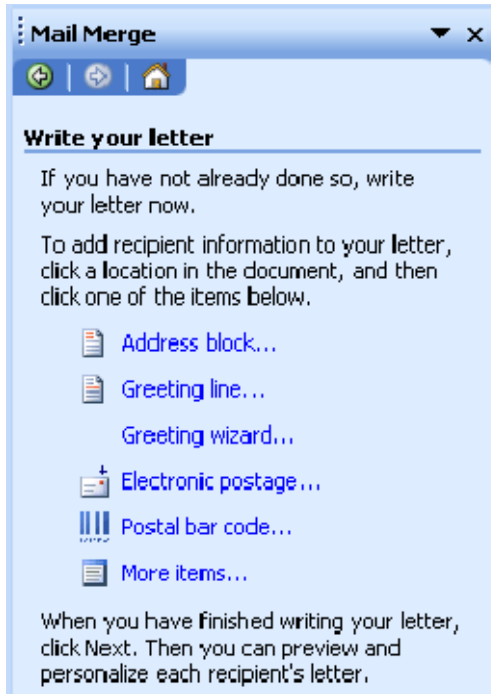 Mail Merge
Write your letter
If you have not already done so, write
your letter now.
To add recipient information to your letter,
click a location in the document, and then
click one of the items below.
Address block...
Greeting line...
Greeting wizard...
Electronic postage...
Postal bar code...
More items...
When you have finished writing your letter,
click Next. Then you can preview and
personalize each recipient's letter.